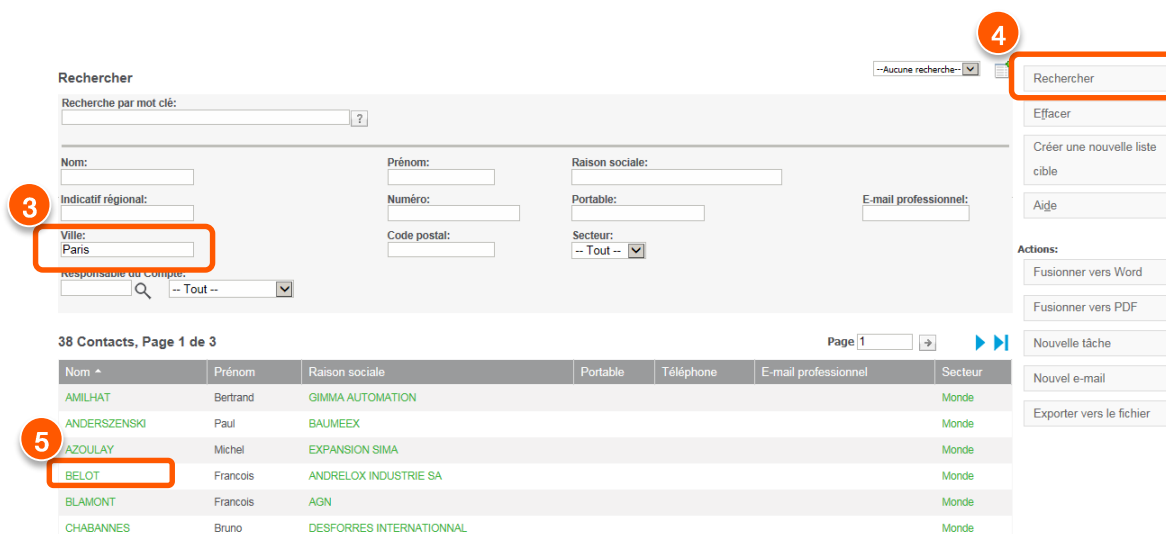 4
--Aucune recherche--
Rechercher
Rechercher
Recherche par mot clé:
?
Effacer
Créer une nouvelle liste
cible
Nom: Prénom: Raison sociale:
3
Indicatif régional: Numéro: Portable: E-mail professionnel:
Aide
Ville: Code postal: Secteur:
Paris -- Tout --
Actions:
Responsable du Compte:
-- Tout --
Fusionner vers Word
Fusionner vers PDF
38 Contacts, Page 1 de 3 Page 1
Nouvelle tâche
Nom Prénom Raison sociale Portable Téléphone E-mail professionnel Secteur
Nouvel e-mail
AMILHAT Bertrand GIMMA AUTOMATION Monde
Exporter vers le fichier
ANDERSZENSKI Paul BAUMEEX Monde
5
AZOULAY Michel EXPANSION SIMA Monde
BELOT Francois ANDRELOX INDUSTRIE SA Monde
BLAMONT Francois AGN Monde
CHABANNES Bruno DESFORRES INTERNATIONNAL Monde